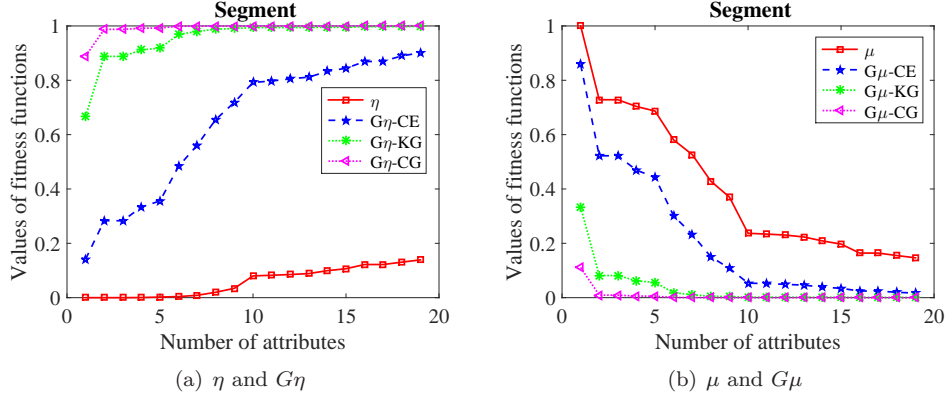 Segment
Values of fitness functions
1
0.8
0.6
0.4
0.2
0
η
Gη-CE
Gη-KG
Gη-CG
0 5 10 15 20
Number of attributes
(a) η and Gη
Segment
Values of fitness functions
1
0.8
0.6
0.4
0.2
0
μ
Gμ-CE
Gμ-KG
Gμ-CG
0 5 10 15 20
Number of attributes
(b) μ and Gμ